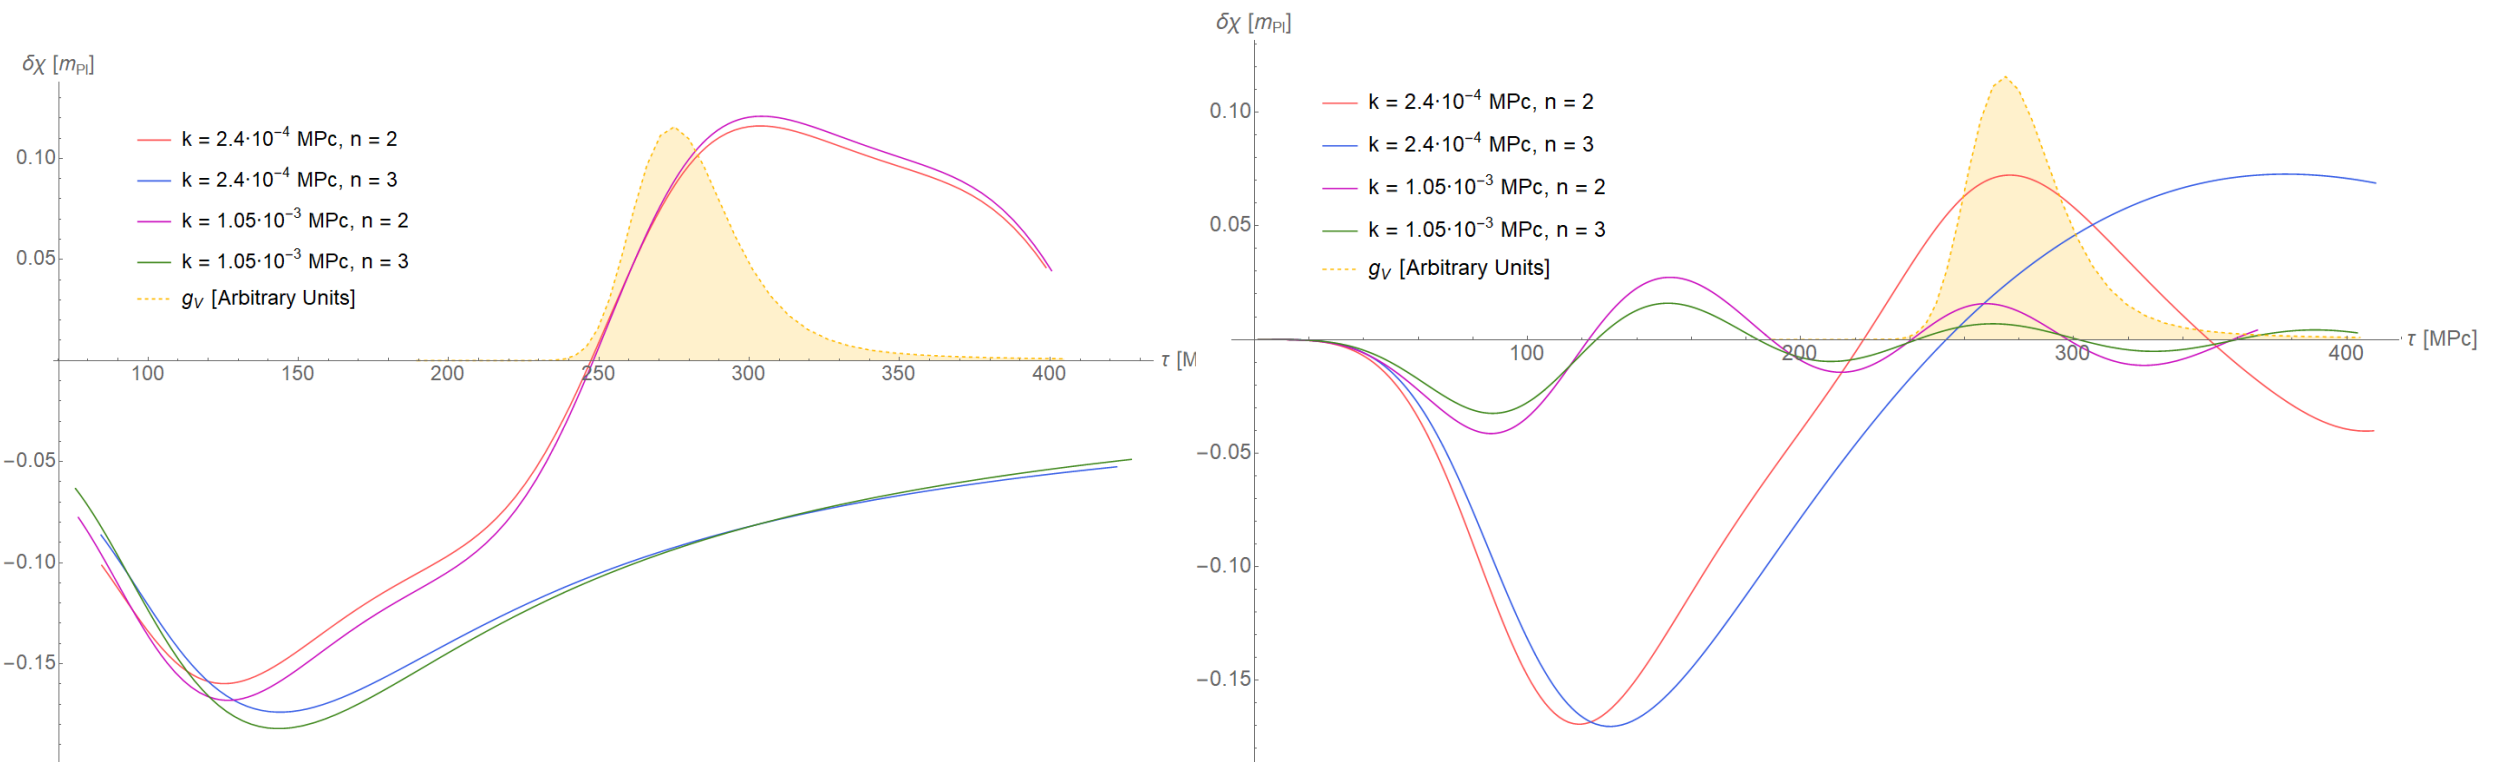 δχ [mPl]
k = 2.4·10⁻⁴ MPc, n = 2
k = 2.4·10⁻⁴ MPc, n = 3
k = 1.05·10⁻³ MPc, n = 2
k = 1.05·10⁻³ MPc, n = 3
gV [Arbitrary Units]
0.10
0.05
-0.05
-0.10
-0.15
100 150 200 250 300 350 400
τ [M
δχ [mPl]
k = 2.4·10⁻⁴ MPc, n = 2
k = 2.4·10⁻⁴ MPc, n = 3
k = 1.05·10⁻³ MPc, n = 2
k = 1.05·10⁻³ MPc, n = 3
gV [Arbitrary Units]
0.10
0.05
-0.05
-0.10
-0.15
100 200 300 400
τ [MPc]